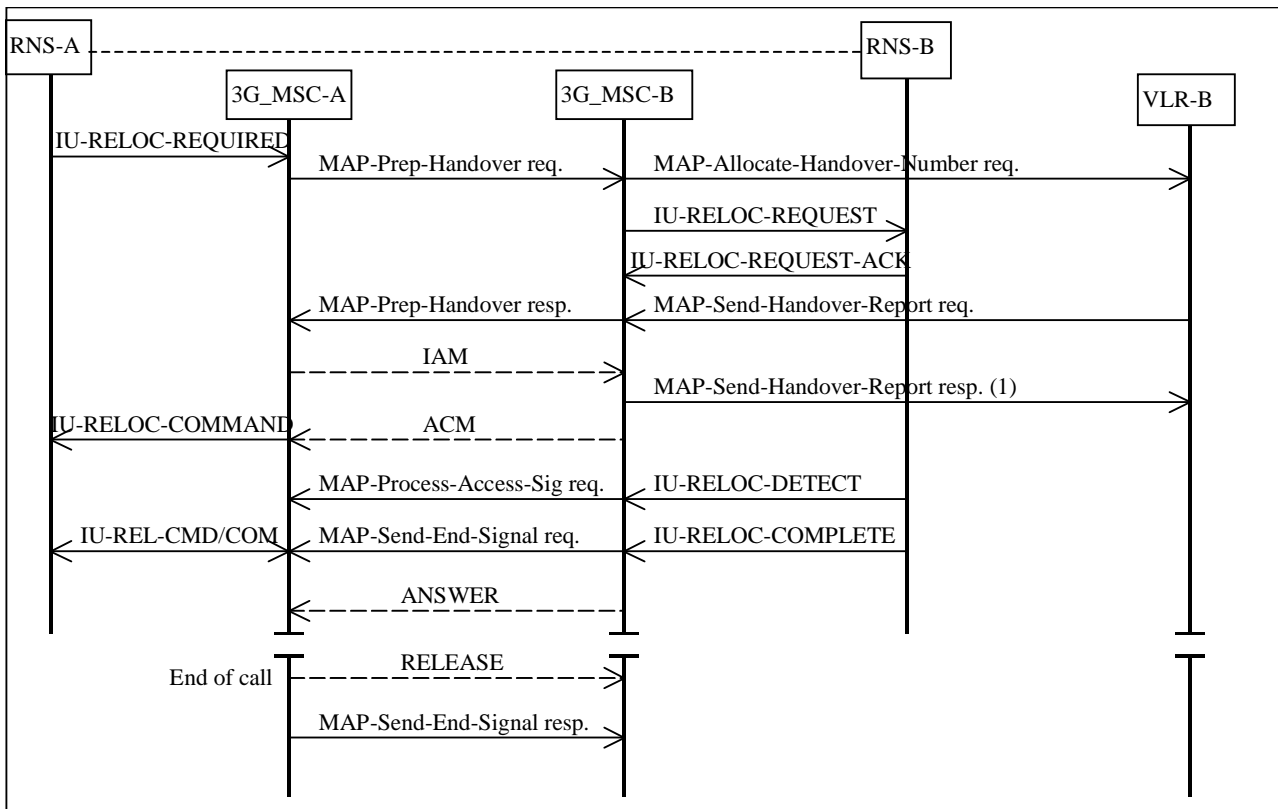 RNS-A
RNS-B
3G_MSC-A
3G_MSC-B
VLR-B
IU-RELOC-REQUIRED
MAP-Prep-Handover req.
MAP-Allocate-Handover-Number req.
IU-RELOC-REQUEST
IU-RELOC-REQUEST-ACK
MAP-Prep-Handover resp.
MAP-Send-Handover-Report req.
IAM
MAP-Send-Handover-Report resp. (1)
IU-RELOC-COMMAND
ACM
MAP-Process-Access-Sig req.
IU-RELOC-DETECT
IU-REL-CMD/COM
MAP-Send-End-Signal req.
IU-RELOC-COMPLETE
ANSWER
RELEASE
End of call
MAP-Send-End-Signal resp.